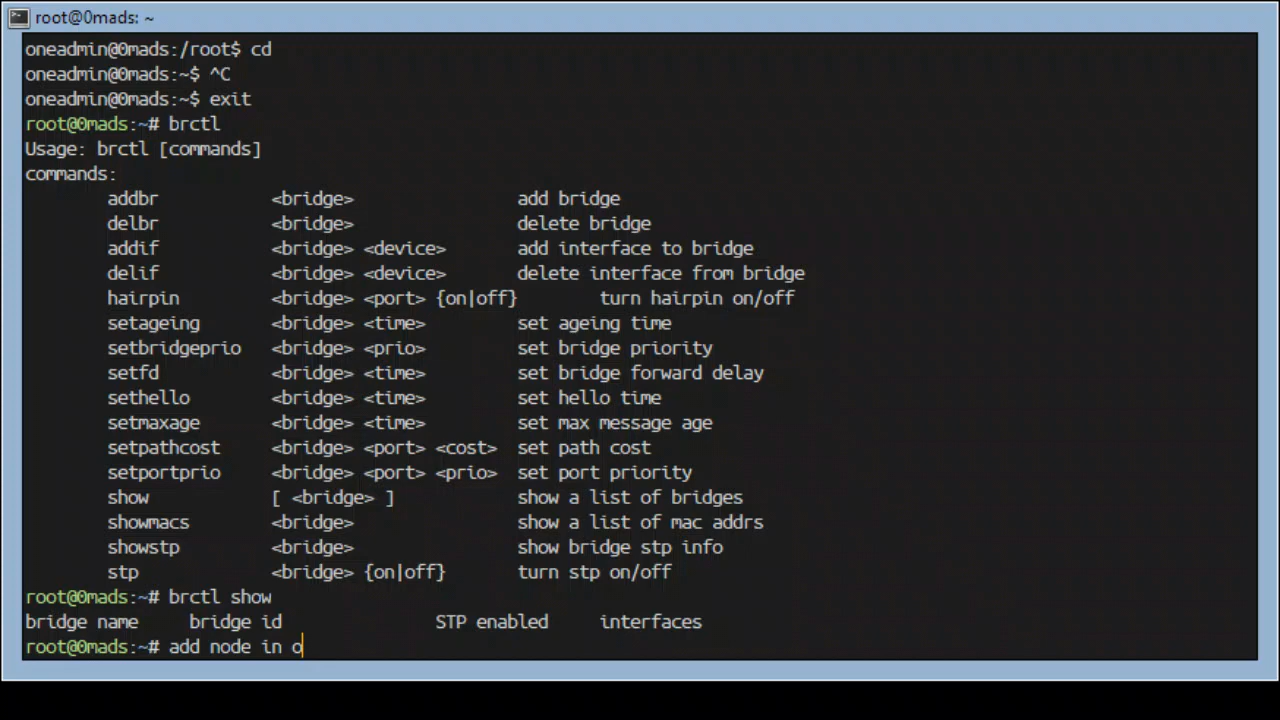 root@0mads: ~
oneadmin@0mads:/root$ cd
oneadmin@0mads:~$ ^C
oneadmin@0mads:~$ exit
root@0mads:~# brctl
Usage: brctl [commands]
commands:
addbr <bridge> add bridge
delbr <bridge> delete bridge
addif <bridge> <device> add interface to bridge
delif <bridge> <device> delete interface from bridge
hairpin <bridge> <port> {on|off} turn hairpin on/off
setageing <bridge> <time> set ageing time
setbridgeprio <bridge> <prio> set bridge priority
setfd <bridge> <time> set bridge forward delay
sethello <bridge> <time> set hello time
setmaxage <bridge> <time> set max message age
setpathcost <bridge> <port> <cost> set path cost
setportprio <bridge> <port> <prio> set port priority
show [ <bridge> ] show a list of bridges
showmacs <bridge> show a list of mac addrs
showstp <bridge> show bridge stp info
stp <bridge> {on|off} turn stp on/off
root@0mads:~# brctl show
bridge name bridge id STP enabled interfaces
root@0mads:~# add node in o